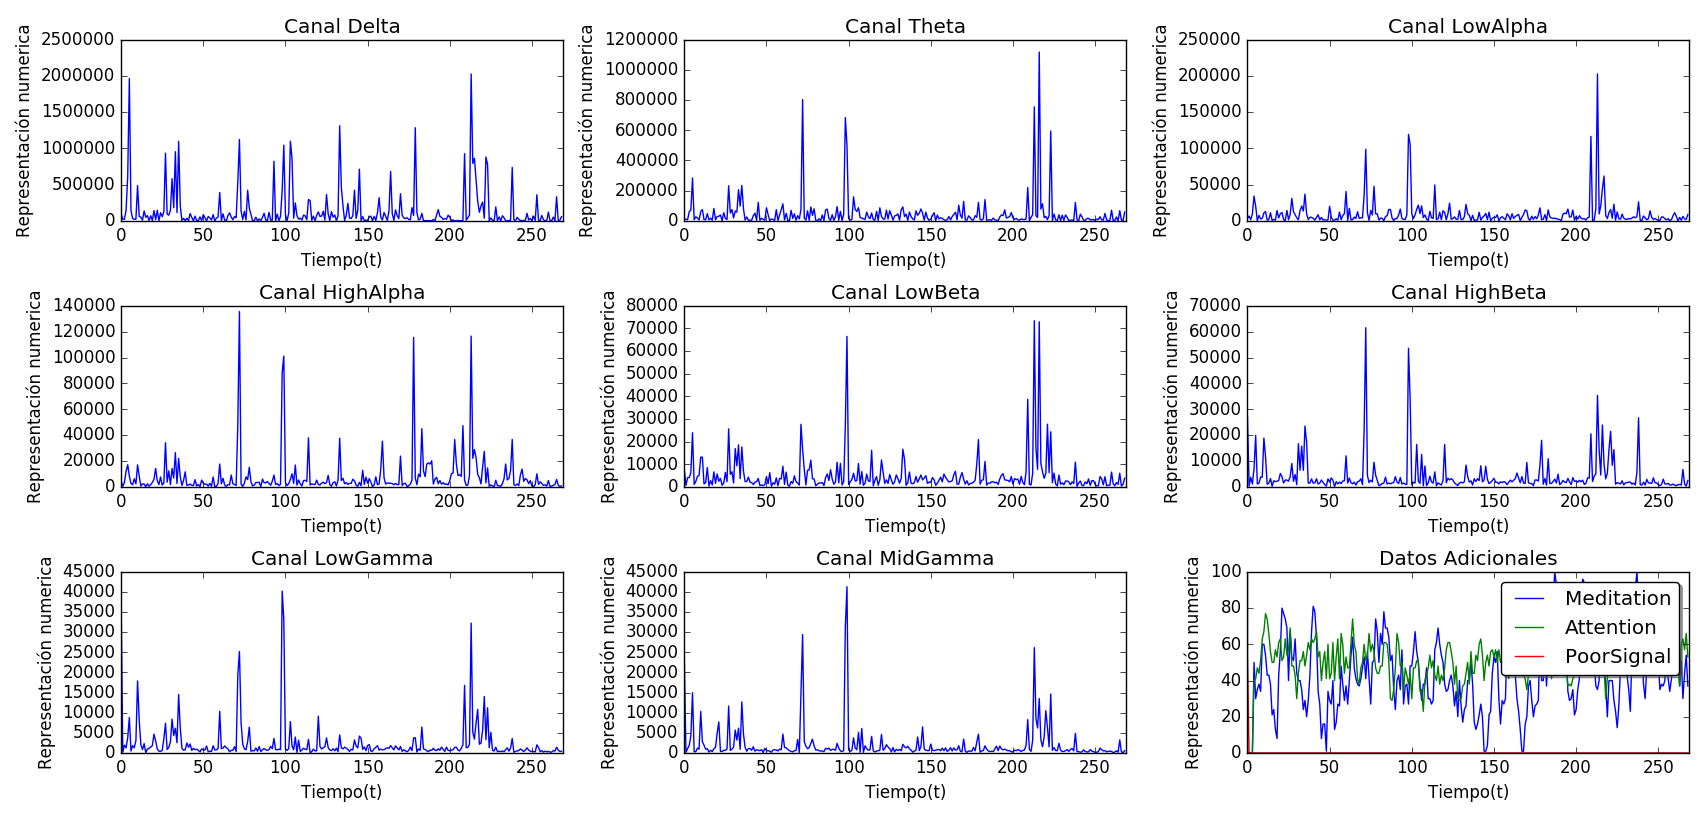 Canal Delta
Representación numerica
2500000
2000000
1500000
1000000
500000
0
0 50 100 150 200 250
Tiempo(t)
Canal Theta
Representación numerica
1200000
1000000
800000
600000
400000
200000
0
0 50 100 150 200 250
Tiempo(t)
Canal LowAlpha
Representación numerica
250000
200000
150000
100000
50000
0
0 50 100 150 200 250
Tiempo(t)
Canal HighAlpha
Representación numerica
140000
120000
100000
80000
60000
40000
20000
0
0 50 100 150 200 250
Tiempo(t)
Canal LowBeta
Representación numerica
80000
70000
60000
50000
40000
30000
20000
10000
0
0 50 100 150 200 250
Tiempo(t)
Canal HighBeta
Representación numerica
70000
60000
50000
40000
30000
20000
10000
0
0 50 100 150 200 250
Tiempo(t)
Canal LowGamma
Representación numerica
45000
40000
35000
30000
25000
20000
15000
10000
5000
0
0 50 100 150 200 250
Tiempo(t)
Canal MidGamma
Representación numerica
45000
40000
35000
30000
25000
20000
15000
10000
5000
0
0 50 100 150 200 250
Tiempo(t)
Datos Adicionales
Representación numerica
100
80
60
40
20
0
0 50 100 150 200 250
Tiempo(t)
Meditation
Attention
PoorSignal